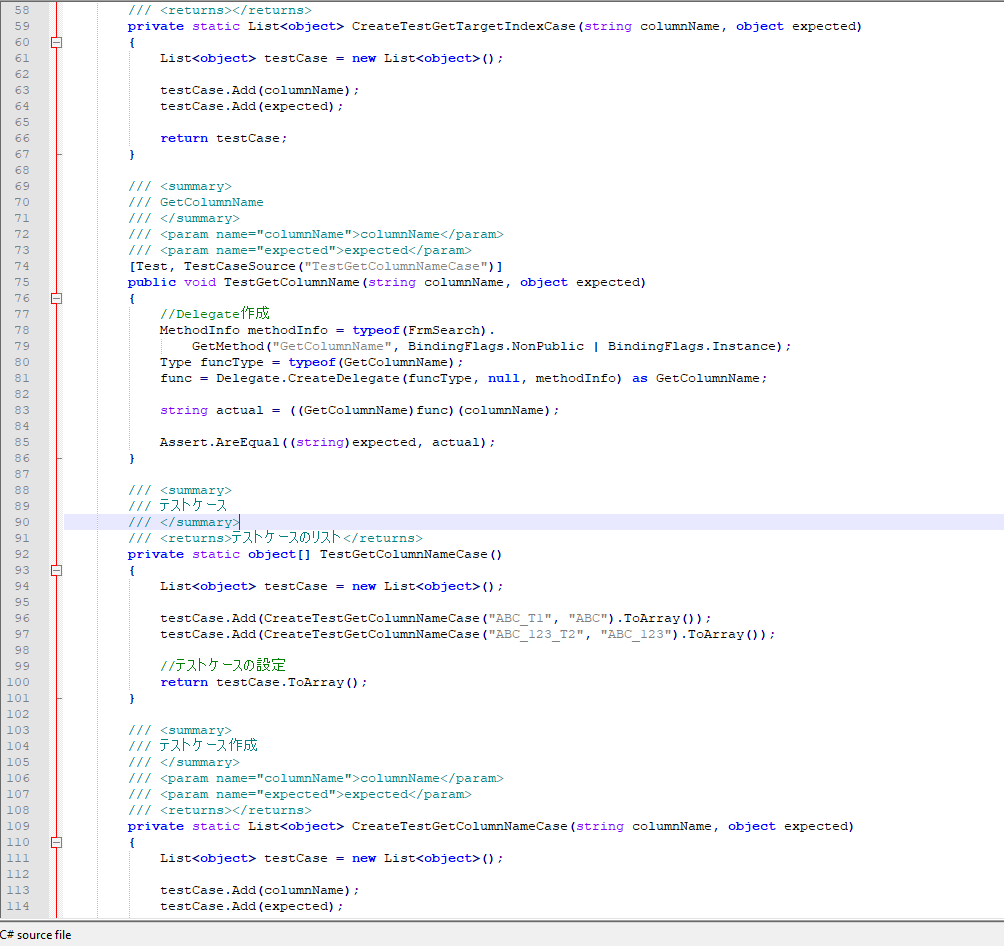 58 /// <returns></returns>
59 private static List<object> CreateTestGetTargetIndexCase(string columnName, object expected)
60 {
61 List<object> testCase = new List<object>();
62
63 testCase.Add(columnName);
64 testCase.Add(expected);
65
66 return testCase;
67 }
68
69 /// <summary>
70 /// GetColumnName
71 /// </summary>
72 /// <param name="columnName">columnName</param>
73 /// <param name="expected">expected</param>
74 [Test, TestCaseSource("TestGetColumnNameCase")]
75 public void TestGetColumnName(string columnName, object expected)
76 {
77 //Delegate作成
78 MethodInfo methodInfo = typeof(FrmSearch).
79 GetMethod("GetColumnName", BindingFlags.NonPublic | BindingFlags.Instance);
80 Type funcType = typeof(GetColumnName);
81 func = Delegate.CreateDelegate(funcType, null, methodInfo) as GetColumnName;
82
83 string actual = ((GetColumnName)func)(columnName);
84
85 Assert.AreEqual((string)expected, actual);
86 }
87
88 /// <summary>
89 /// テストケース
90 /// </summary>
91 /// <returns>テストケースのリスト</returns>
92 private static object[] TestGetColumnNameCase()
93 {
94 List<object> testCase = new List<object>();
95
96 testCase.Add(CreateTestGetColumnNameCase("ABC_T1", "ABC").ToArray());
97 testCase.Add(CreateTestGetColumnNameCase("ABC_123_T2", "ABC_123").ToArray());
98
99 //テストケースの設定
100 return testCase.ToArray();
101 }
102
103 /// <summary>
104 /// テストケース作成
105 /// </summary>
106 /// <param name="columnName">columnName</param>
107 /// <param name="expected">expected</param>
108 /// <returns></returns>
109 private static List<object> CreateTestGetColumnNameCase(string columnName, object expected)
110 {
111 List<object> testCase = new List<object>();
112
113 testCase.Add(columnName);
114 testCase.Add(expected);
C# source file